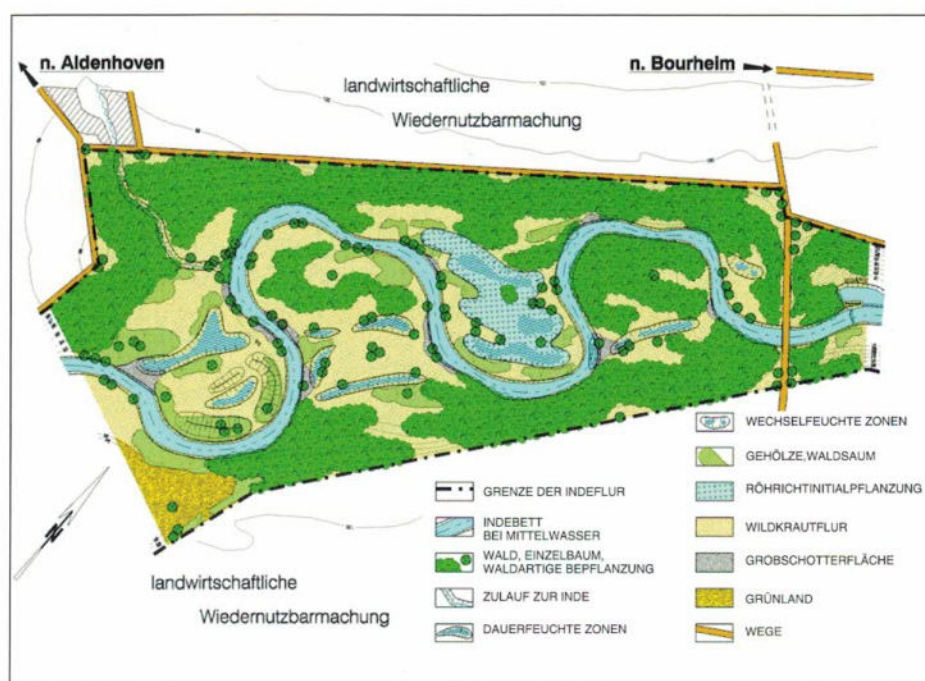 n. Aldenhoven
n. Bourheim
landwirtschaftliche
Wiedernutzbarmachung
GRENZE DER INDEFLUR
INDEBETT
BEI MITTELWASSER
WALD, EINZELBAUM,
WALDARTIGE BEPFLANZUNG
ZULAUF ZUR INDE
DAUERFEUCHTE ZONEN
WECHSELFEUCHTE ZONEN
GEHÖLZE, WALDSAUM
RÖHRICHTINITIALPFLANZUNG
WILDKRAUTFLUR
GROBSCHOTTERFLÄCHE
GRÜNLAND
WEGE
N
landwirtschaftliche
Wiedernutzbarmachung